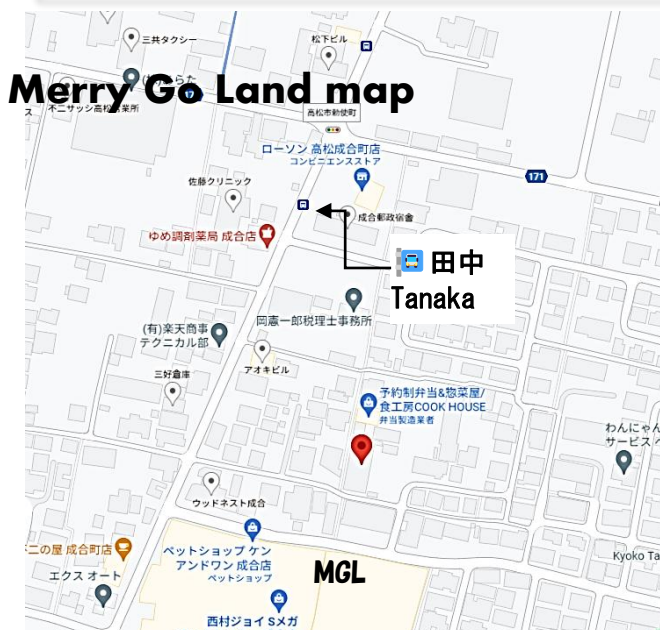 三共タクシー
松下ビル
Merry Go Land map
不二サッシ高松
業所
高松市勅使町
ローソン 高松成合町店
コンビニエンスストア
171
佐藤クリニック
成合郵政宿舎
ゆめ調剤薬局 成合店
田中
Tanaka
岡憲一郎税理士事務所
(有)楽天商事
テクニカル部
アオキビル
三好倉庫
予約制弁当&惣菜屋/
食工房COOK HOUSE
弁当製造業者
わんにゃん
サービス
ウッドネスト成合
二の屋 成合町店
ペットショップ ケン
アンドワン 成合店
ペットショップ
MGL
Kyoko Ta
エクス オート
西村ジョイ Sメガ